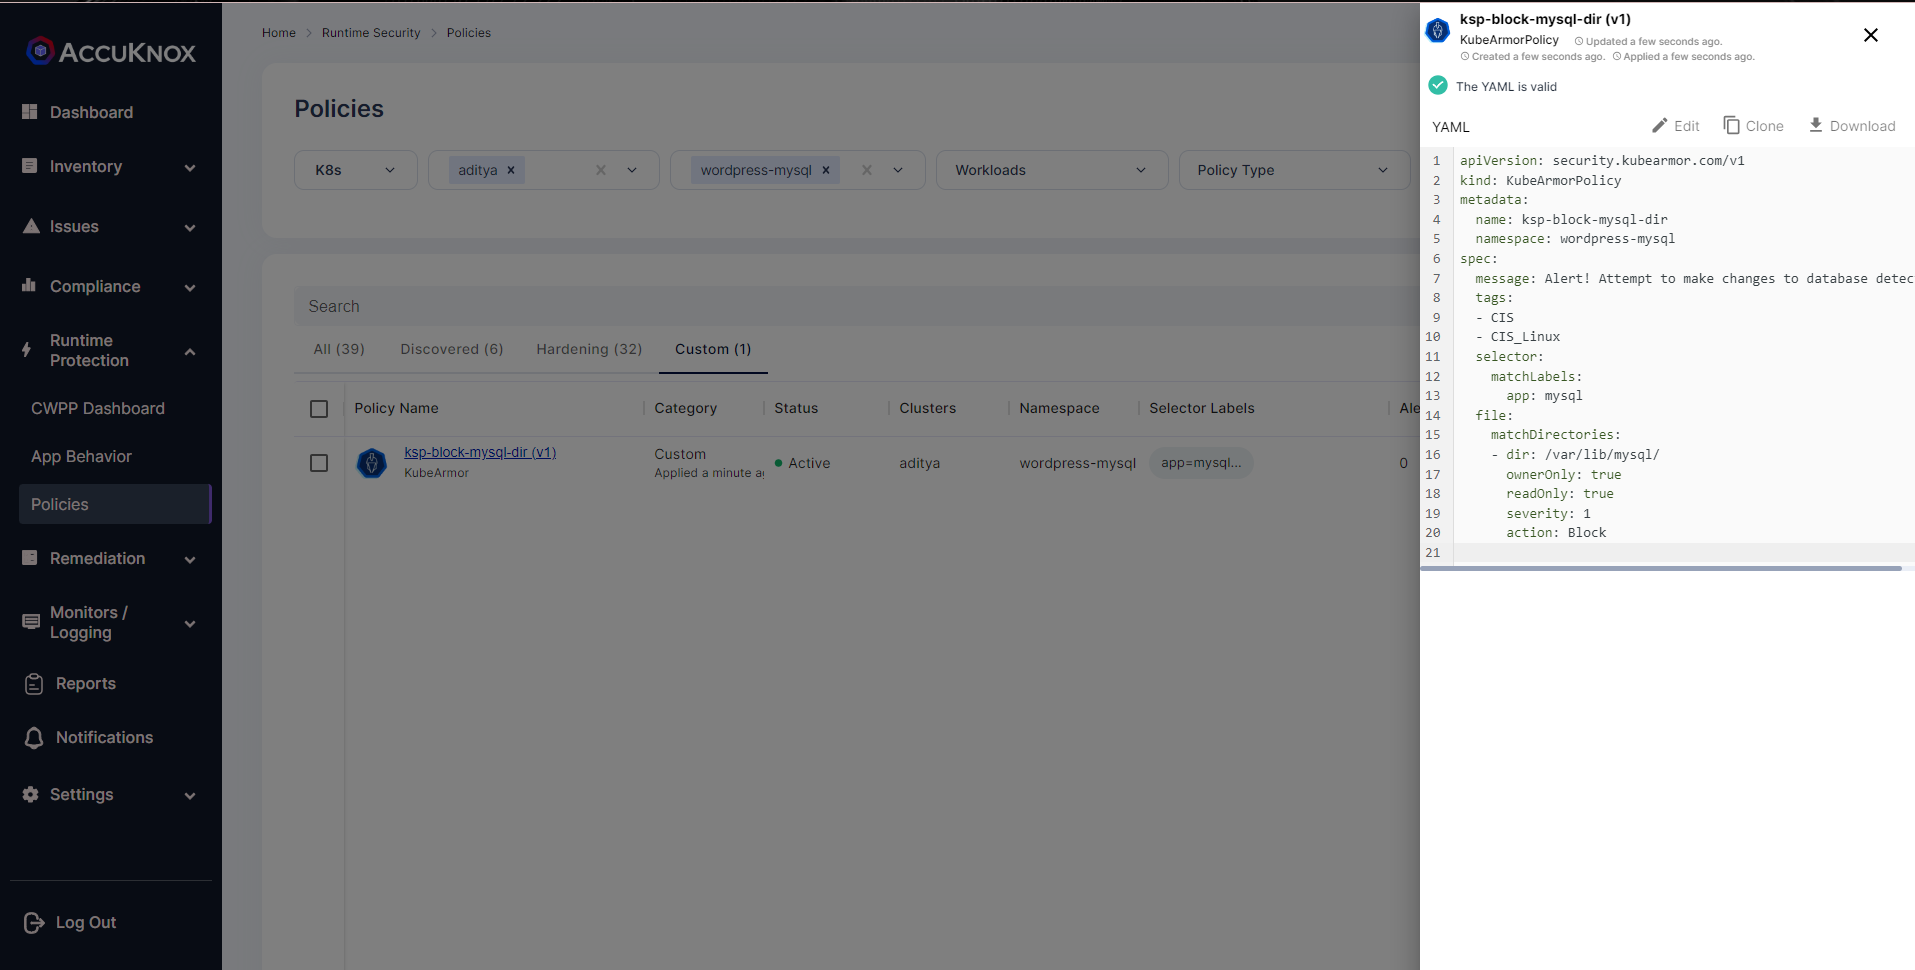 AccuKnox
Dashboard
Inventory
Issues
Compliance
Runtime
Protection
CWPP Dashboard
App Behavior
Policies
Remediation
Monitors /
Logging
Reports
Notifications
Settings
Log Out
Home > Runtime Security > Policies
Policies
K8s aditya wordpress-mysql Workloads Policy Type
Search
All (39) Discovered (6) Hardening (32) Custom (1)
Policy Name Category Status Clusters Namespace Selector Labels Ale
ksp-block-mysql-dir (v1)
KubeArmor
Custom
Applied a minute ag
Active
aditya
wordpress-mysql
app=mysql...
0
ksp-block-mysql-dir (v1)
KubeArmorPolicy Updated a few seconds ago.
Created a few seconds ago. Applied a few seconds ago.
The YAML is valid
YAML Edit Clone Download
1 apiVersion: security.kubearmor.com/v1
2 kind: KubeArmorPolicy
3 metadata:
4 name: ksp-block-mysql-dir
5 namespace: wordpress-mysql
6 spec:
7 message: Alert! Attempt to make changes to database detec
8 tags:
9 - CIS
10 - CIS_Linux
11 selector:
12 matchLabels:
13 app: mysql
14 file:
15 matchDirectories:
16 - dir: /var/lib/mysql/
17 ownerOnly: true
18 readOnly: true
19 severity: 1
20 action: Block
21